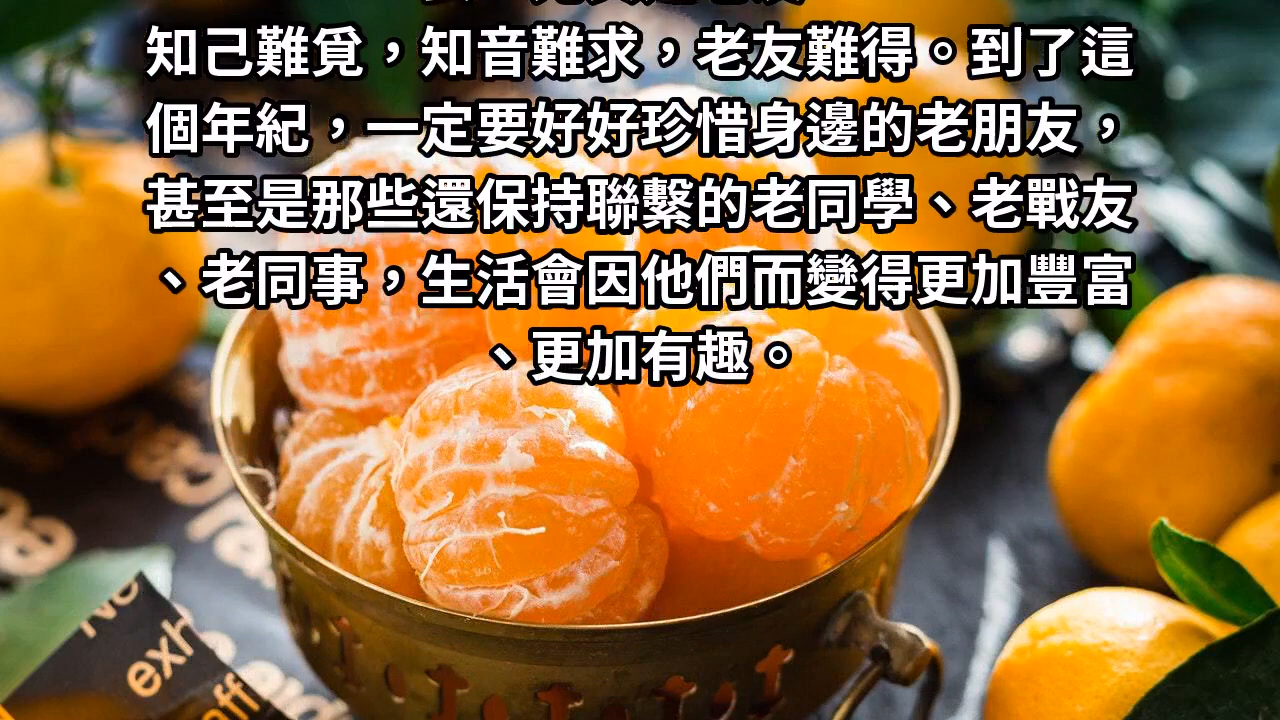 知己難覓，知音難求，老友難得。到了這
個年紀，一定要好好珍惜身邊的老朋友，
甚至是那些還保持聯繫的老同學、老戰友
、老同事，生活會因他們而變得更加豐富
、更加有趣。
exh